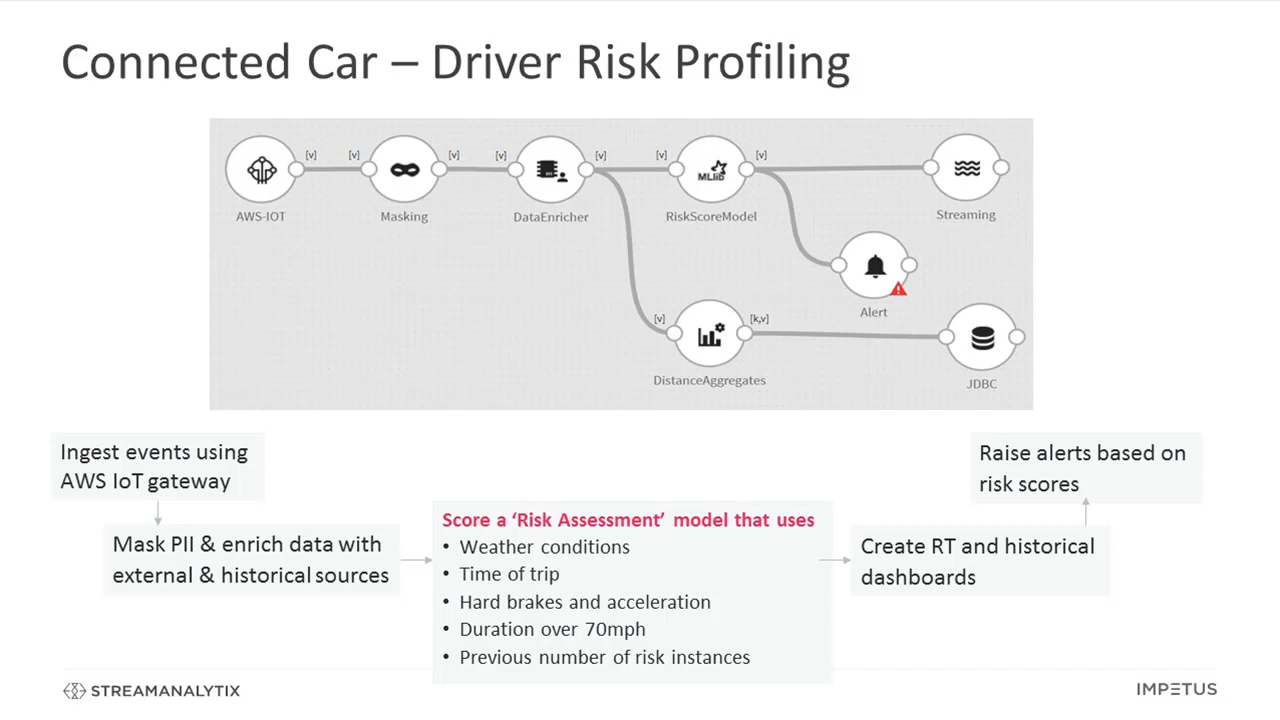 Connected Car – Driver Risk Profiling
[v] [v] [v] [v] [v] [v] [v]
MLlib
AWS-IOT Masking DataEnricher RiskScoreModel Streaming
Alert
[v] [k,v]
DistanceAggregates JDBC
Ingest events using
AWS IoT gateway
Mask PII & enrich data with
external & historical sources
Score a ‘Risk Assessment’ model that uses
• Weather conditions
• Time of trip
• Hard brakes and acceleration
• Duration over 70mph
• Previous number of risk instances
Create RT and historical
dashboards
Raise alerts based on
risk scores
STREAMANALYTIX
IMPETUS